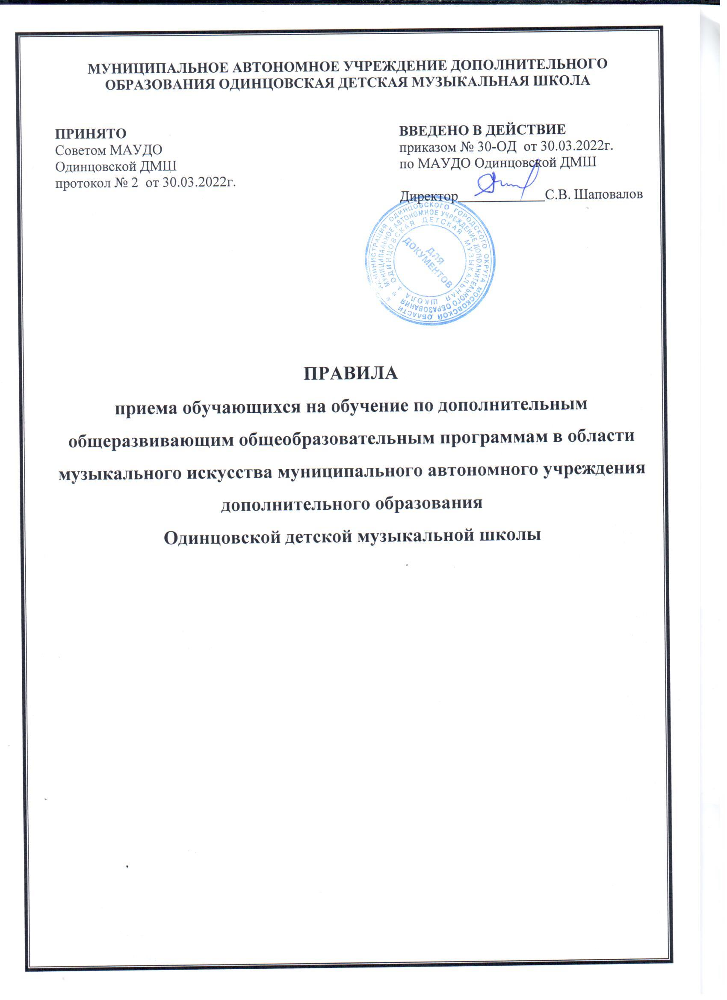 МУНИЦИПАЛЬНОЕ АВТОНОМНОЕ УЧРЕЖДЕНИЕ ДОПОЛНИТЕЛЬНОГО
ОБРАЗОВАНИЯ ОДИНЦОВСКАЯ ДЕТСКАЯ МУЗЫКАЛЬНАЯ ШКОЛА
ПРИНЯТО
Советом МАУДО
Одинцовской ДМШ
протокол № 2 от 30.03.2022г.
ВВЕДЕНО В ДЕЙСТВИЕ
приказом № 30-ОД от 30.03.2022г.
по МАУДО Одинцовской ДМШ
Директор____________С.В. Шаповалов
* АДМИНИСТРАЦИЯ ОДИНЦОВСКОГО ГОРОДСКОГО ОКРУГА МОСКОВСКОЙ ОБЛАСТИ
* МУНИЦИПАЛЬНОЕ АВТОНОМНОЕ УЧРЕЖДЕНИЕ ДОПОЛНИТЕЛЬНОГО ОБРАЗОВАНИЯ
* ОДИНЦОВСКАЯ ДЕТСКАЯ МУЗЫКАЛЬНАЯ ШКОЛА
ДЛЯ
ДОКУМЕНТОВ
ПРАВИЛА
приема обучающихся на обучение по дополнительным
общеразвивающим общеобразовательным программам в области
музыкального искусства муниципального автономного учреждения
дополнительного образования
Одинцовской детской музыкальной школы